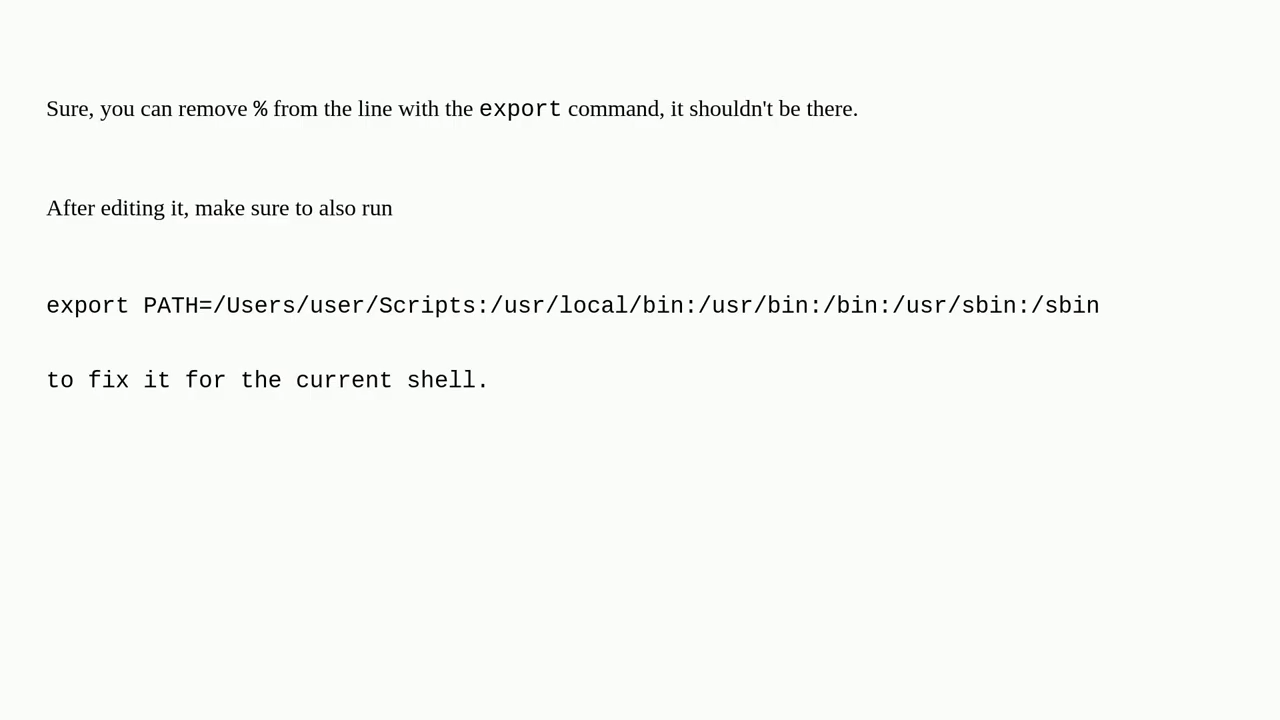 Sure, you can remove % from the line with the export command, it shouldn't be there.
After editing it, make sure to also run
export PATH=/Users/user/Scripts:/usr/local/bin:/usr/bin:/bin:/usr/sbin:/sbin
to fix it for the current shell.